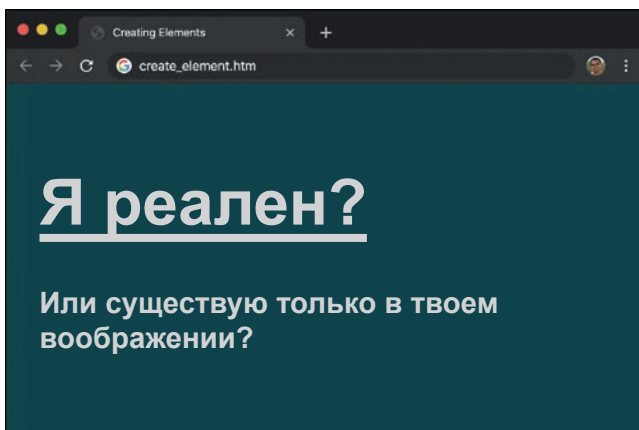 Creating Elements
create_element.htm
Я реален?
Или существую только в твоем
воображении?